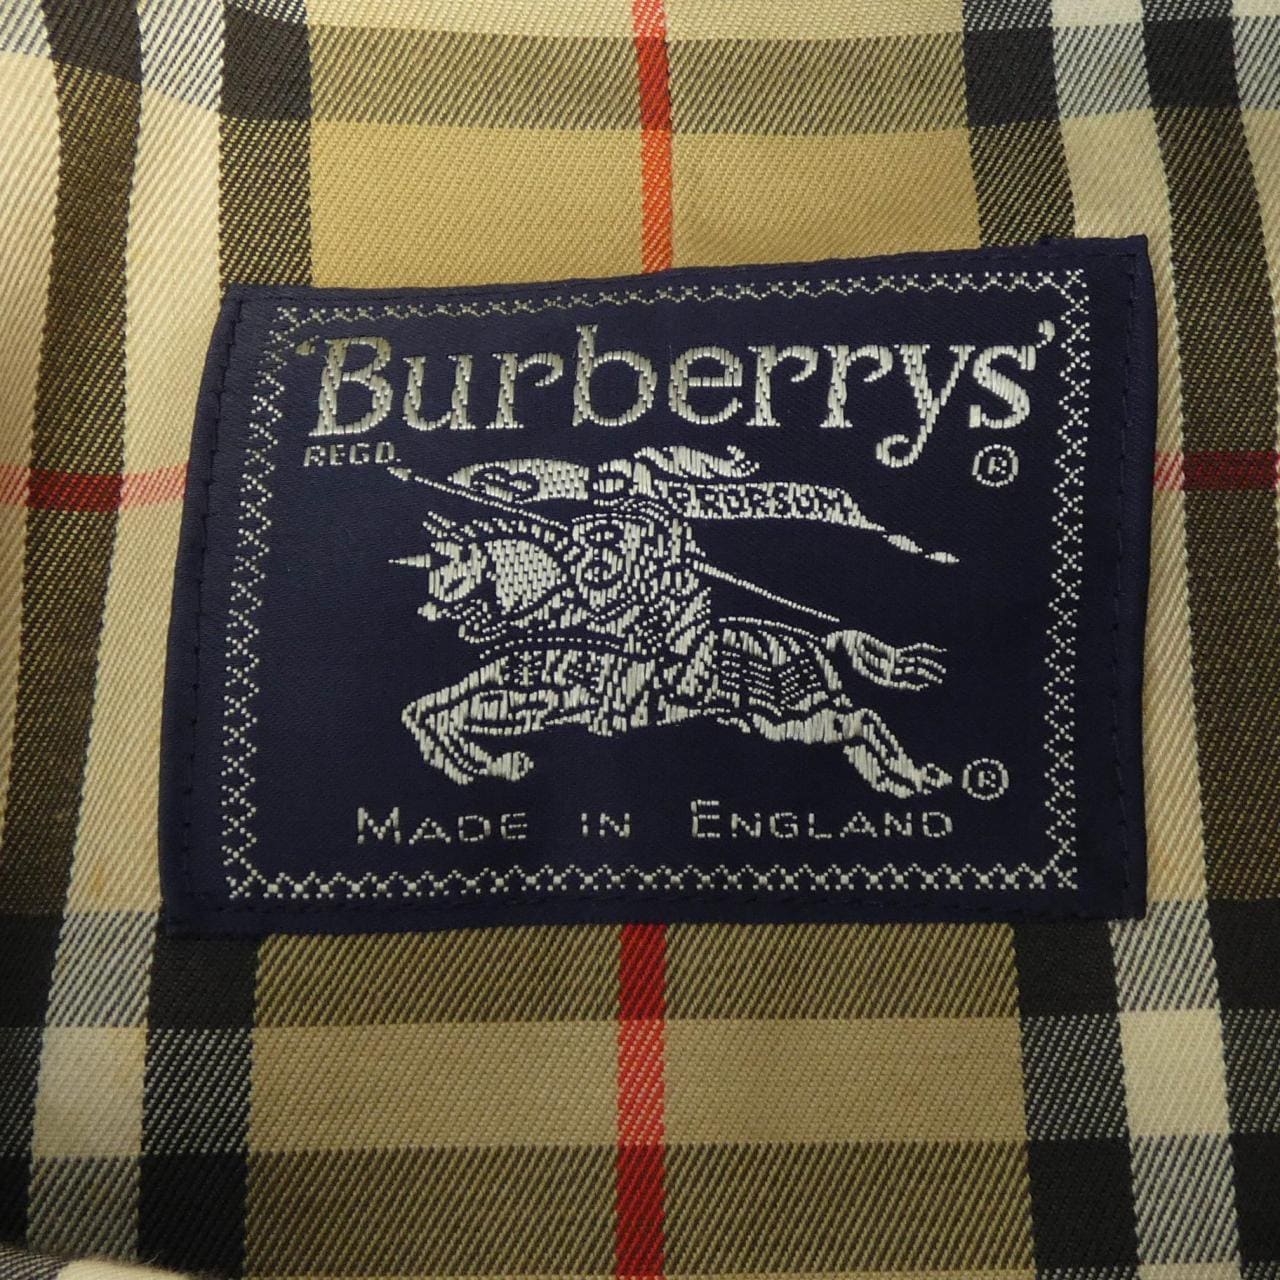 'Burberrys'
REGD
®
PRORSUM
®
MADE IN ENGLAND